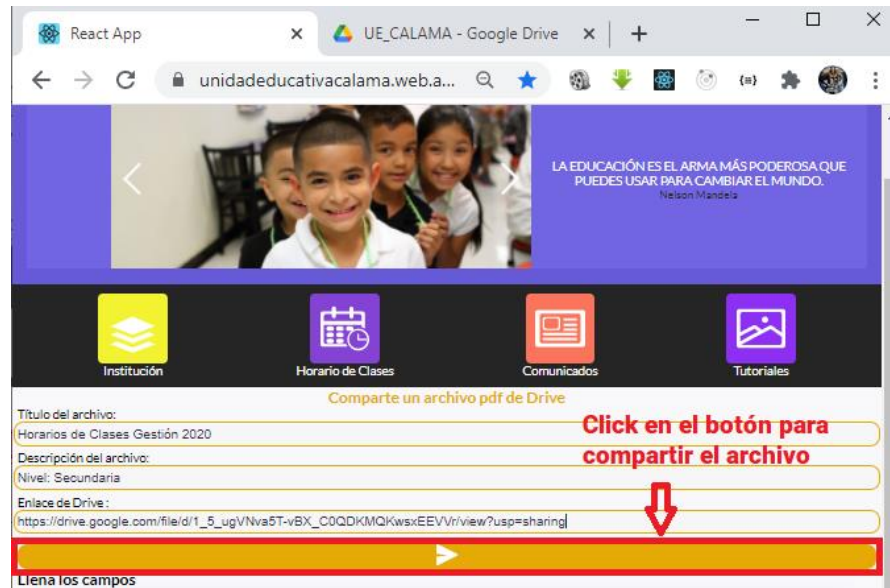 React App
UE_CALAMA - Google Drive
unidadeducativacalama.web.a...
LA EDUCACIÓN ES EL ARMA MÁS PODEROSA QUE
PUEDES USAR PARA CAMBIAR EL MUNDO.
Nelson Mandela
Institución
Horario de Clases
Comunicados
Tutoriales
Comparte un archivo pdf de Drive
Título del archivo:
Horarios de Clases Gestión 2020
Click en el botón para
compartir el archivo
Descripción del archivo:
Nivel: Secundaria
Enlace de Drive :
https://drive.google.com/file/d/1_5_ugVNva5T-vBX_C0QDKMQKwsxEEVVr/view?usp=sharing
Llena los campos